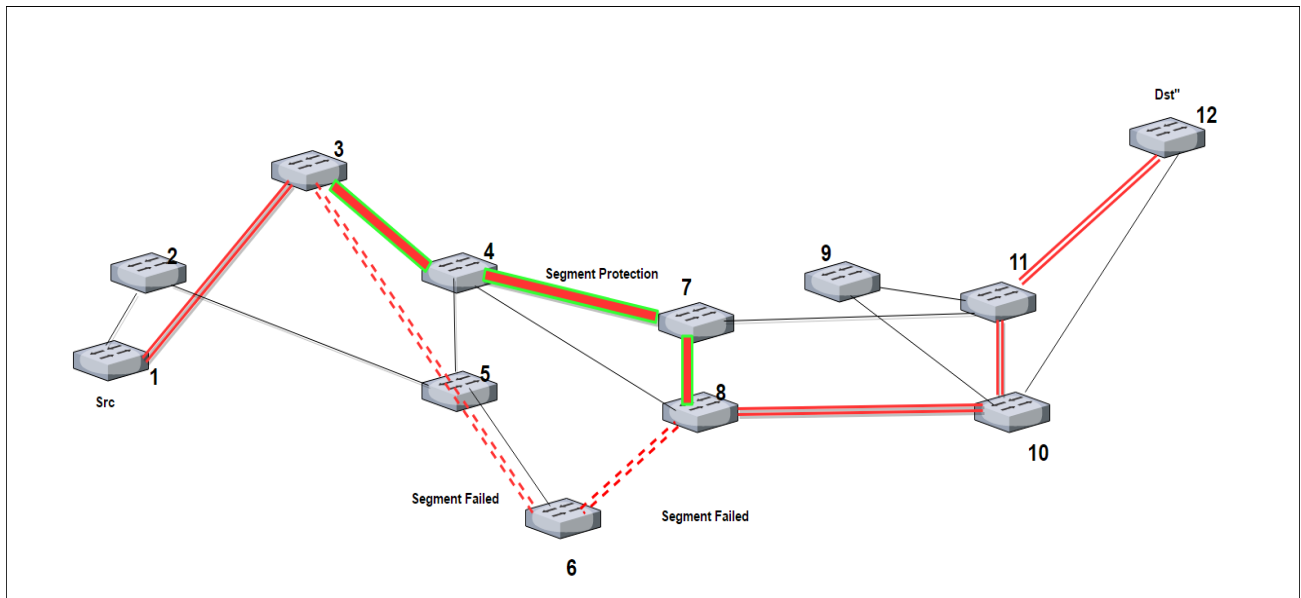 Dst"
12
3
2
4
Segment Protection
9
11
7
1
Src
5
8
10
Segment Failed
Segment Failed
6